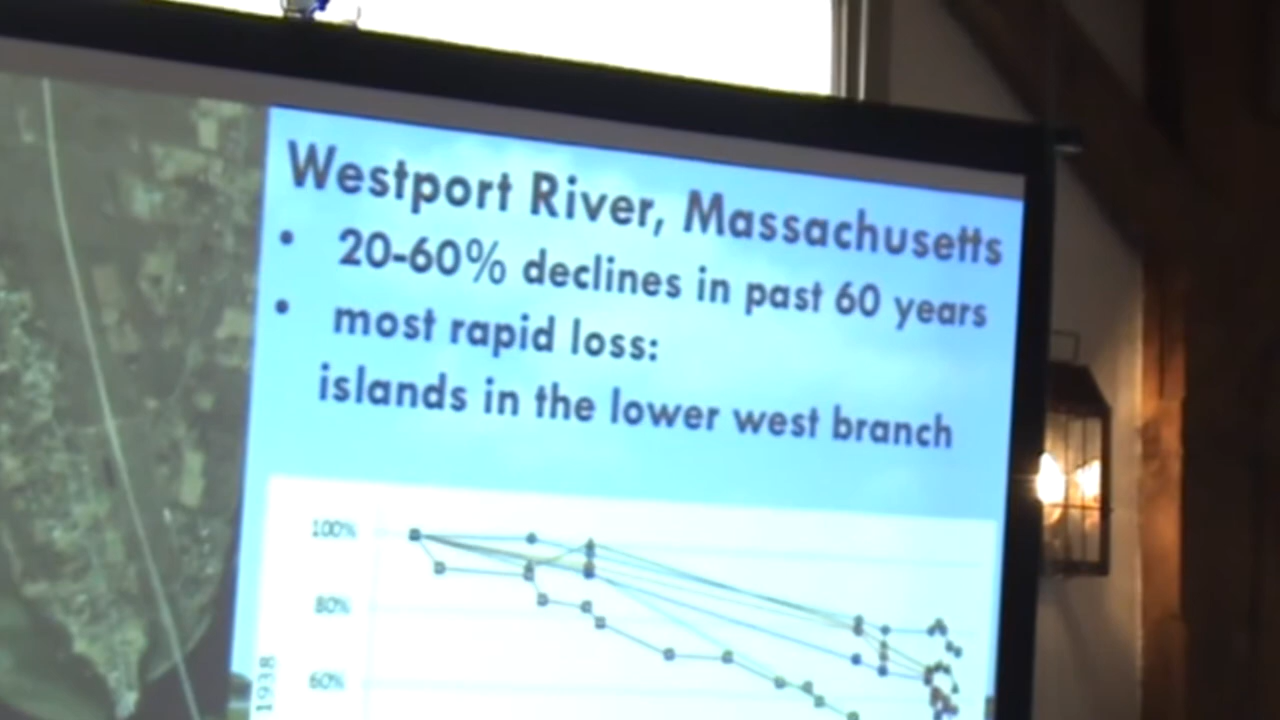 Westport River, Massachusetts
• 20-60% declines in past 60 years
• most rapid loss:
islands in the lower west branch
100%
80%
60%
1938